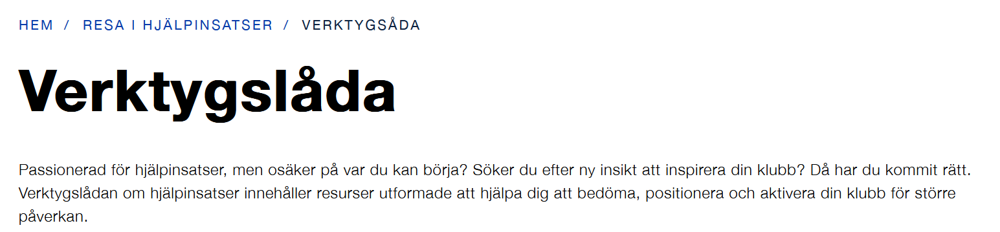 HEM / RESA I HJÄLPINSATSER / VERKTYGSÅDA
Verktygslåda
Passionerad för hjälpinsatser, men osäker på var du kan börja? Söker du efter ny insikt att inspirera din klubb? Då har du kommit rätt.
Verktygslådan om hjälpinsatser innehåller resurser utformade att hjälpa dig att bedöma, positionera och aktivera din klubb för större
påverkan.